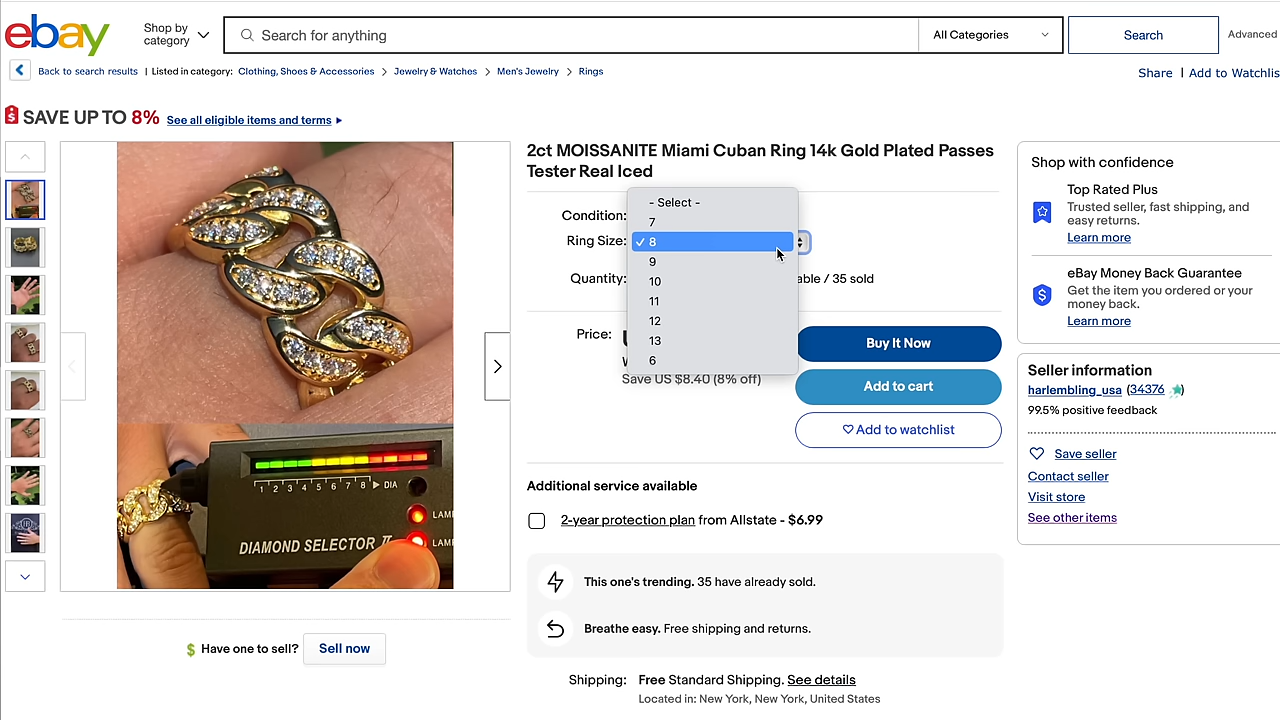 ebay
Shop by category
Search for anything
All Categories
Search
Advanced
Back to search results | Listed in category: Clothing, Shoes & Accessories > Jewelry & Watches > Men's Jewelry > Rings
Share | Add to Watchlis
SAVE UP TO 8% See all eligible items and terms
2ct MOISSANITE Miami Cuban Ring 14k Gold Plated Passes
Tester Real Iced
Condition:
Ring Size:
- Select -
7
✓ 8
9
10
11
12
13
6
Quantity:
able / 35 sold
Price:
Save US $8.40 (8% off)
Buy It Now
Add to cart
Add to watchlist
Additional service available
2-year protection plan from Allstate - $6.99
This one's trending. 35 have already sold.
Breathe easy. Free shipping and returns.
Shipping: Free Standard Shipping. See details
Located in: New York, New York, United States
1 2 3 4 5 6 7 8 ▶ DIA
LAM
LAM
DIAMOND SELECTOR II
$ Have one to sell? Sell now
Shop with confidence
Top Rated Plus
Trusted seller, fast shipping, and
easy returns.
Learn more
eBay Money Back Guarantee
Get the item you ordered or your
money back.
Learn more
Seller information
harlembling_usa (34376)
99.5% positive feedback
Save seller
Contact seller
Visit store
See other items